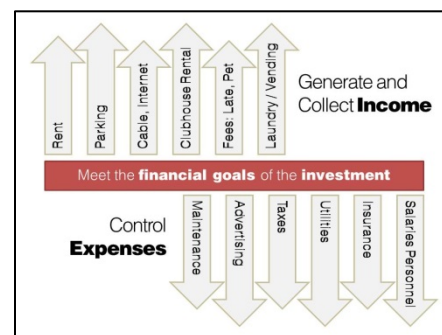 Rent
Parking
Cable, Internet
Clubhouse Rental
Fees: Late, Pet
Laundry / Vending
Generate and
Collect Income
Meet the financial goals of the investment
Control
Expenses
Maintenance
Advertising
Taxes
Utilities
Insurance
Salaries Personnel